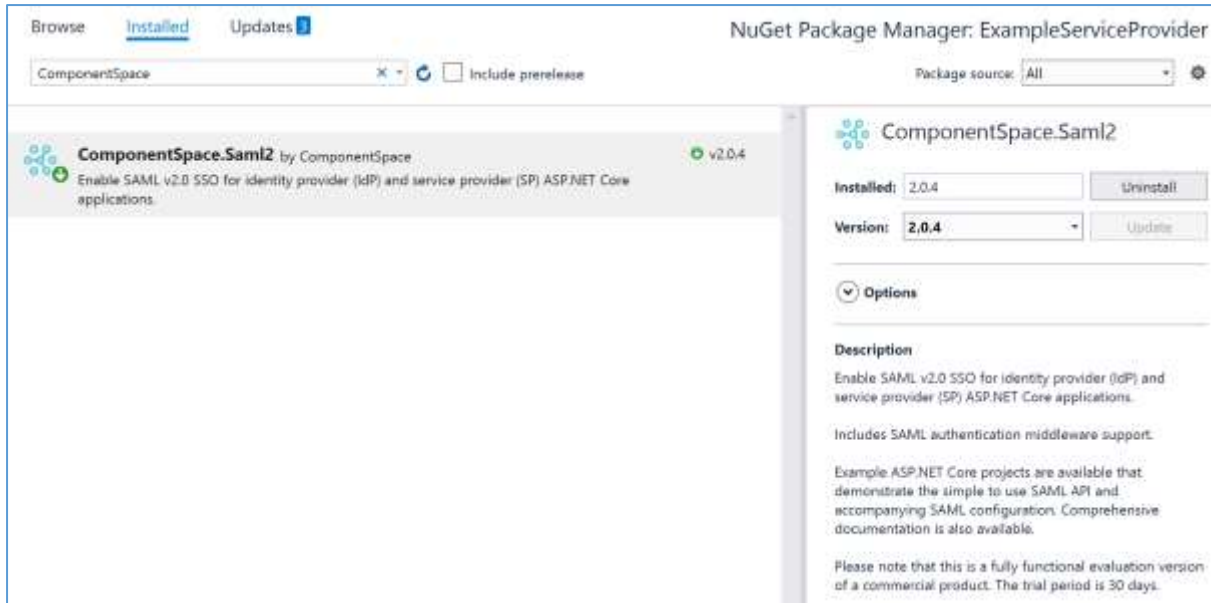 Browse Installed Updates 3
NuGet Package Manager: ExampleServiceProvider
ComponentSpace Include prerelease
Package source: All
ComponentSpace.Saml2 by ComponentSpace v2.0.4
Enable SAML v2.0 SSO for identity provider (IdP) and service provider (SP) ASP.NET Core
applications.
ComponentSpace.Saml2
Installed: 2.0.4 Uninstall
Version: 2.0.4 Update
Options
Description
Enable SAML v2.0 SSO for identity provider (IdP) and
service provider (SP) ASP.NET Core applications.
Includes SAML authentication middleware support.
Example ASP.NET Core projects are available that
demonstrate the simple to use SAML API and
accompanying SAML configuration. Comprehensive
documentation is also available.
Please note that this is a fully functional evaluation version
of a commercial product. The trial period is 30 days.